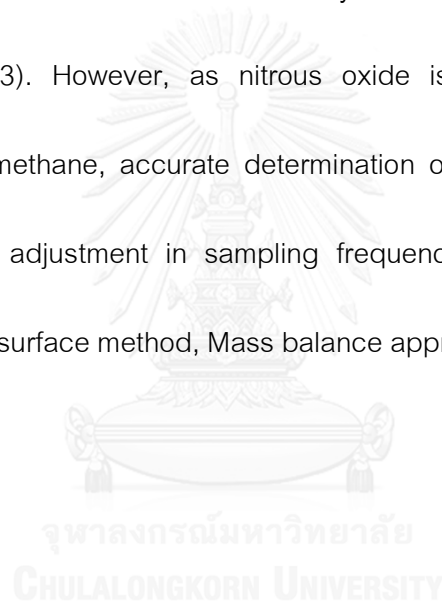 3). However, as nitrous oxide is
methane, accurate determination o
adjustment in sampling frequenc
surface method, Mass balance appr
จุฬาลงกรณ์มหาวิทยาลัย
CHULALONGKORN UNIVERSITY